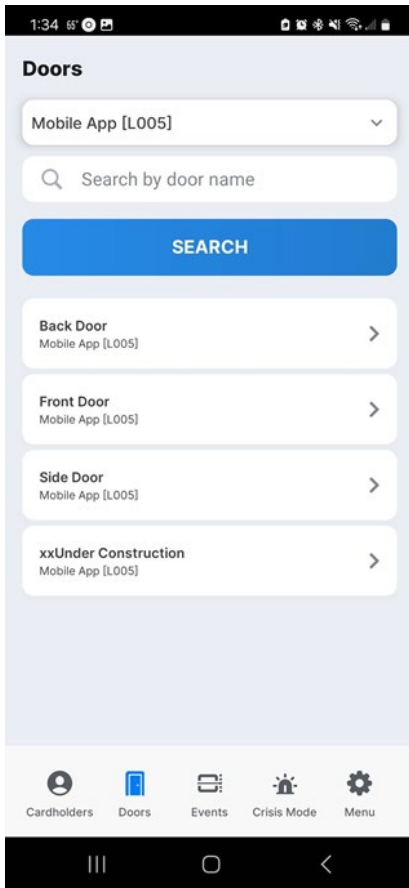 1:34 65°
Doors
Mobile App [L005]
Search by door name
SEARCH
Back Door
Mobile App [L005]
Front Door
Mobile App [L005]
Side Door
Mobile App [L005]
xxUnder Construction
Mobile App [L005]
Cardholders Doors Events Crisis Mode Menu